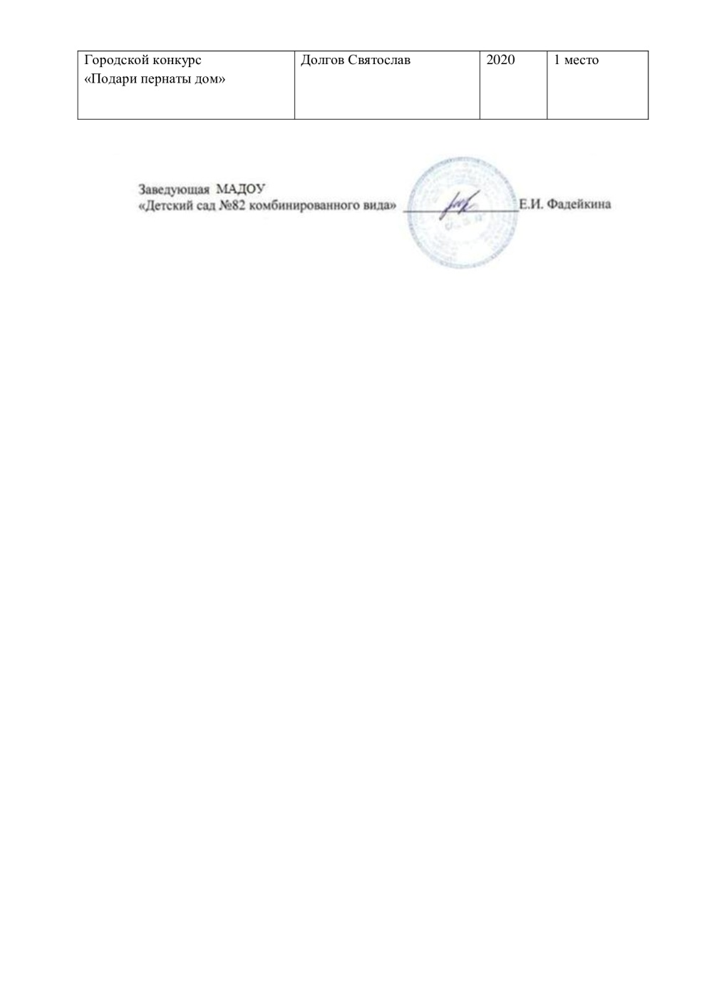 Городской конкурс
«Подари пернаты дом»
Долгов Святослав
2020
1 место
Заведующая МАДОУ
«Детский сад №82 комбинированного вида»
Е.И. Фадейкина